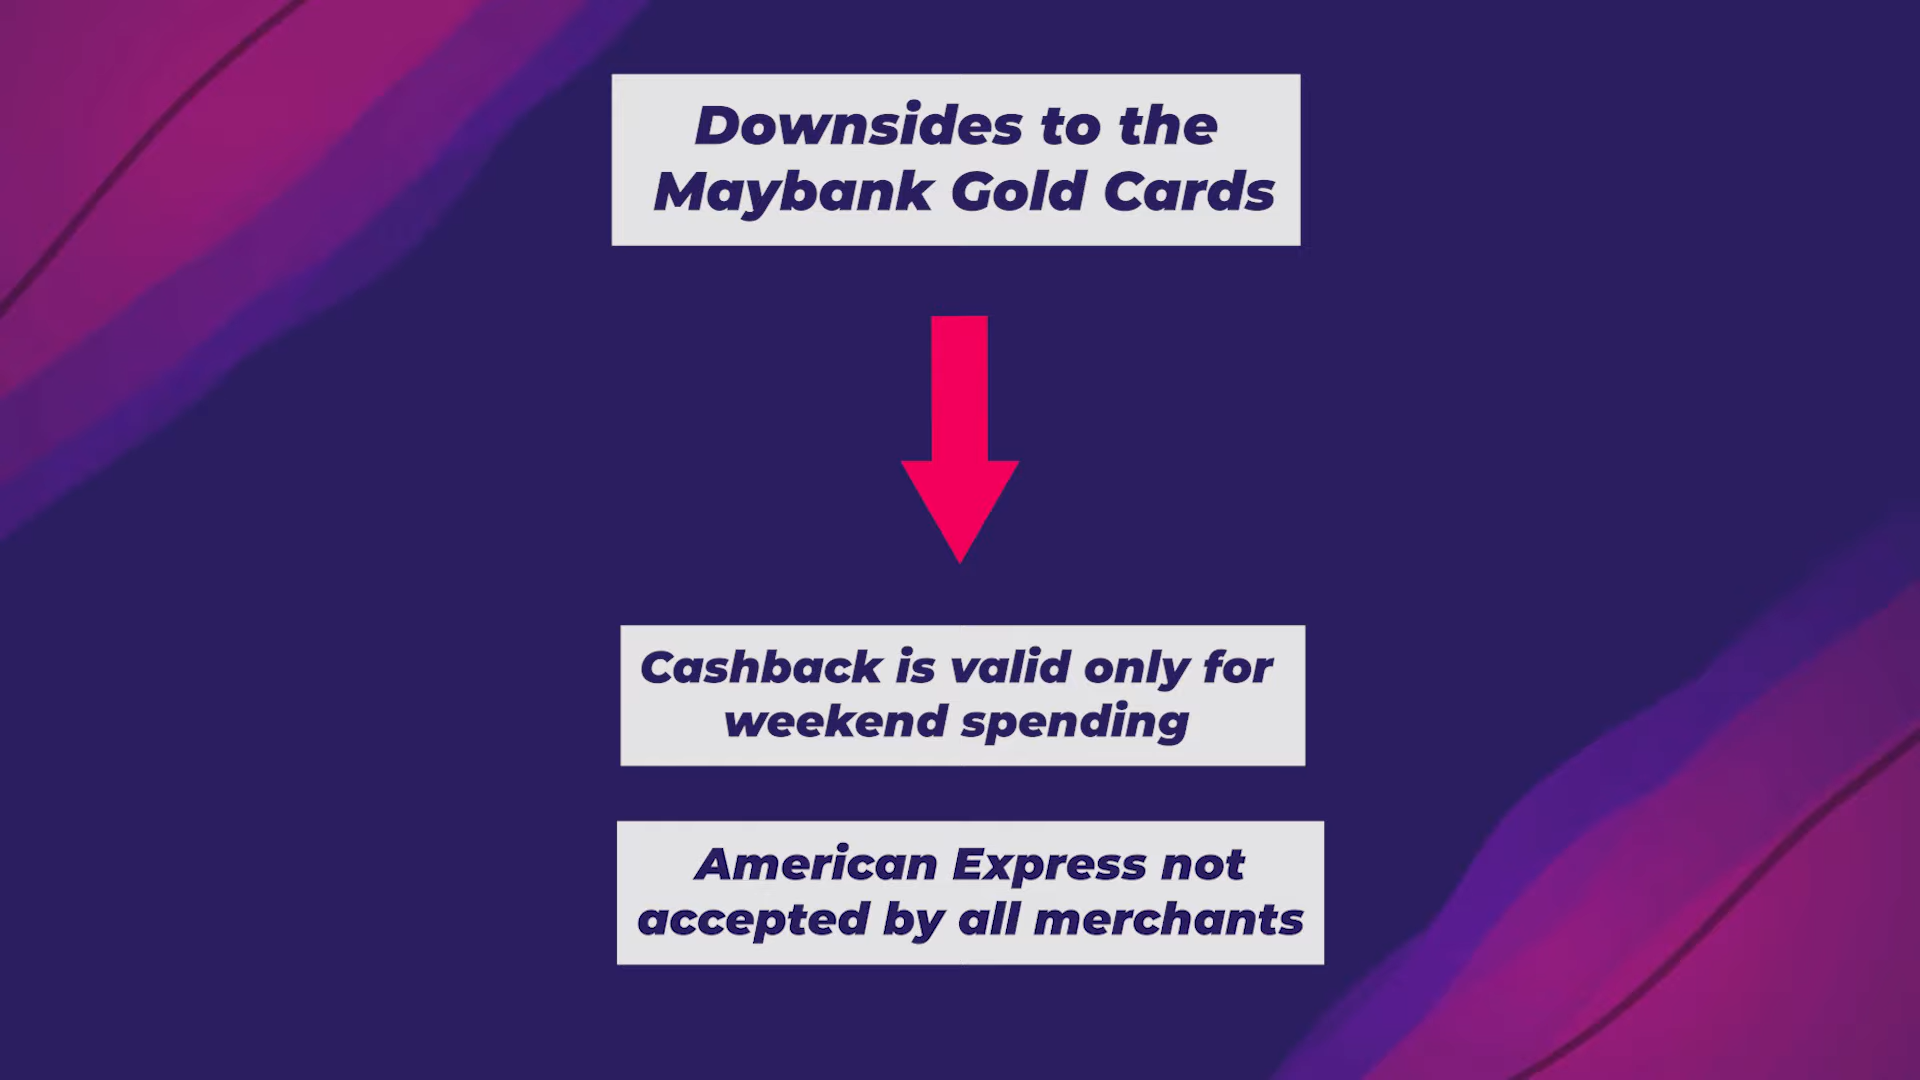 Downsides to the
Maybank Gold Cards
Cashback is valid only for
weekend spending
American Express not
accepted by all merchants